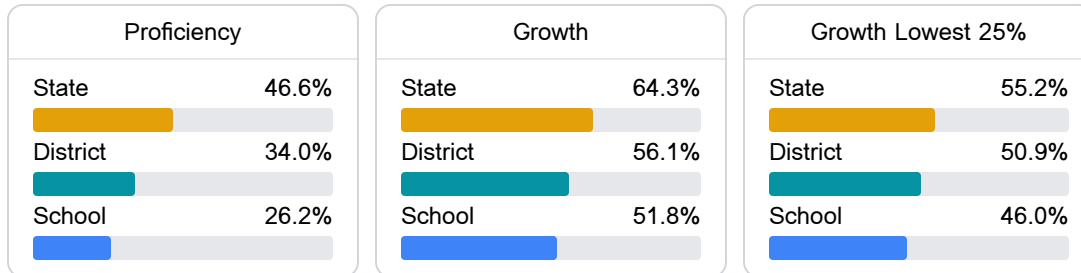 Proficiency
State 46.6%
District 34.0%
School 26.2%
Growth
State 64.3%
District 56.1%
School 51.8%
Growth Lowest 25%
State 55.2%
District 50.9%
School 46.0%